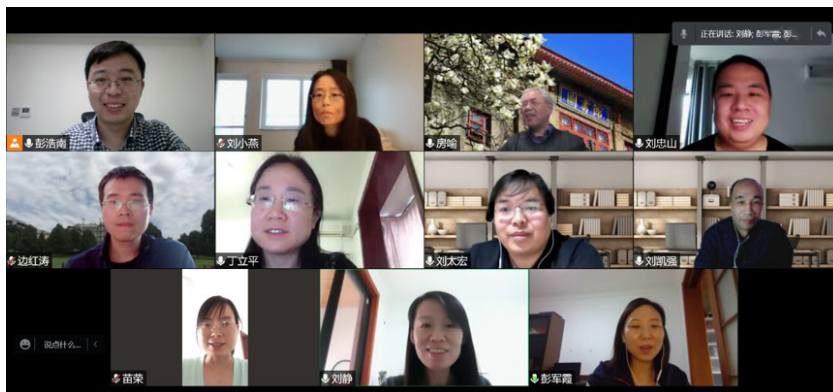 正在讲话: 刘静; 彭军霞; 彭...
彭浩南
刘小燕
房喻
刘忠山
边红涛
丁立平
刘太宏
刘凯强
说点什么...
苗荣
刘静
彭军霞